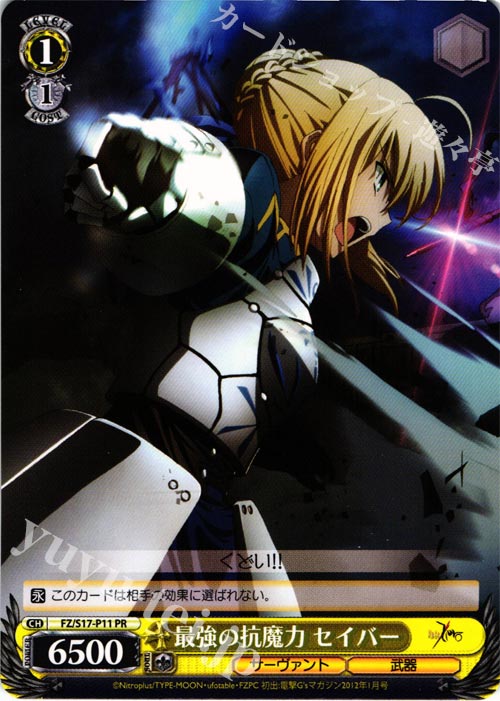 LEVEL
1
1
COST
カードショップ -遊々亭
yuyu-tei.jp
くどい!!
永 このカードは相手の効果に選ばれない。
CH FZ/S17-P11 PR
最強の抗魔力 セイバー
POWER
6500
SOUL
サーヴァント 武器
©Nitroplus/TYPE-MOON・ufotable・FZPC 初出:電撃G'sマガジン2012年1月号